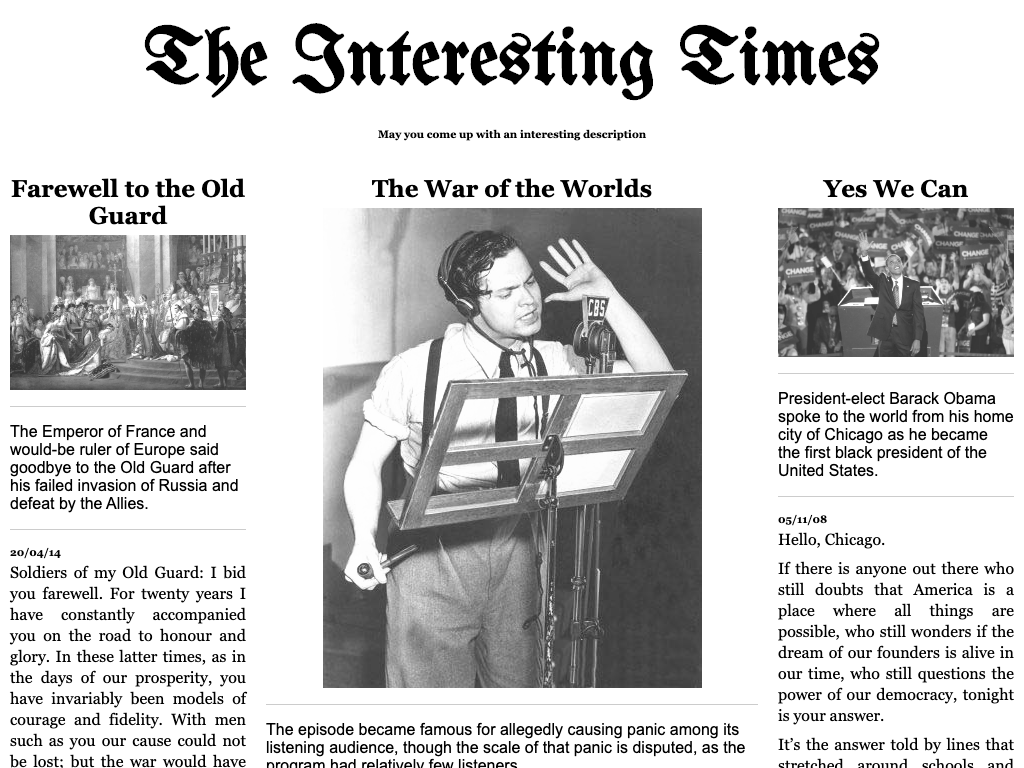 The Interesting Times
May you come up with an interesting description
Farewell to the Old
Guard
The Emperor of France and
would-be ruler of Europe said
goodbye to the Old Guard after
his failed invasion of Russia and
defeat by the Allies.
20/04/14
Soldiers of my Old Guard: I bid
you farewell. For twenty years I
have constantly accompanied
you on the road to honour and
glory. In these latter times, as in
the days of our prosperity, you
have invariably been models of
courage and fidelity. With men
such as you our cause could not
be lost; but the war would have
The War of the Worlds
CBS
The episode became famous for allegedly causing panic among its
listening audience, though the scale of that panic is disputed, as the
program had relatively few listeners.
Yes We Can
CHANGE
CHANGE
CHANGE
CHANGE
CHANGE
CHANGE
President-elect Barack Obama
spoke to the world from his home
city of Chicago as he became
the first black president of the
United States.
05/11/08
Hello, Chicago.
If there is anyone out there who
still doubts that America is a
place where all things are
possible, who still wonders if the
dream of our founders is alive in
our time, who still questions the
power of our democracy, tonight
is your answer.
It’s the answer told by lines that
stretched around schools and